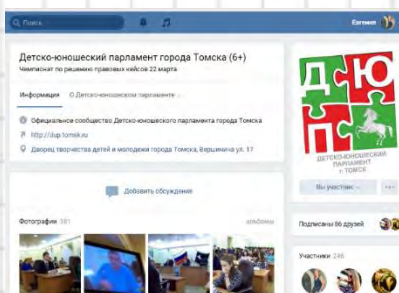 Поиск
Евгения
Детско-юношеский парламент города Томска (6+)
Чемпионат по решению правовых кейсов 22 марта
Информация О Детско-юношеском парламенте
Официальное сообщество Детско-юношеского парламента города Томска
http://dup.tomsk.ru
Дворец творчества детей и молодежи города Томска, Вершинина ул. 17
Добавить обсуждение
Фотографии 381 альбомы
ДЮП
ДЕТСКО-ЮНОШЕСКИЙ
ПАРЛАМЕНТ
г. ТОМСК
Вы участник
Подписаны 66 друзей
Участники 246